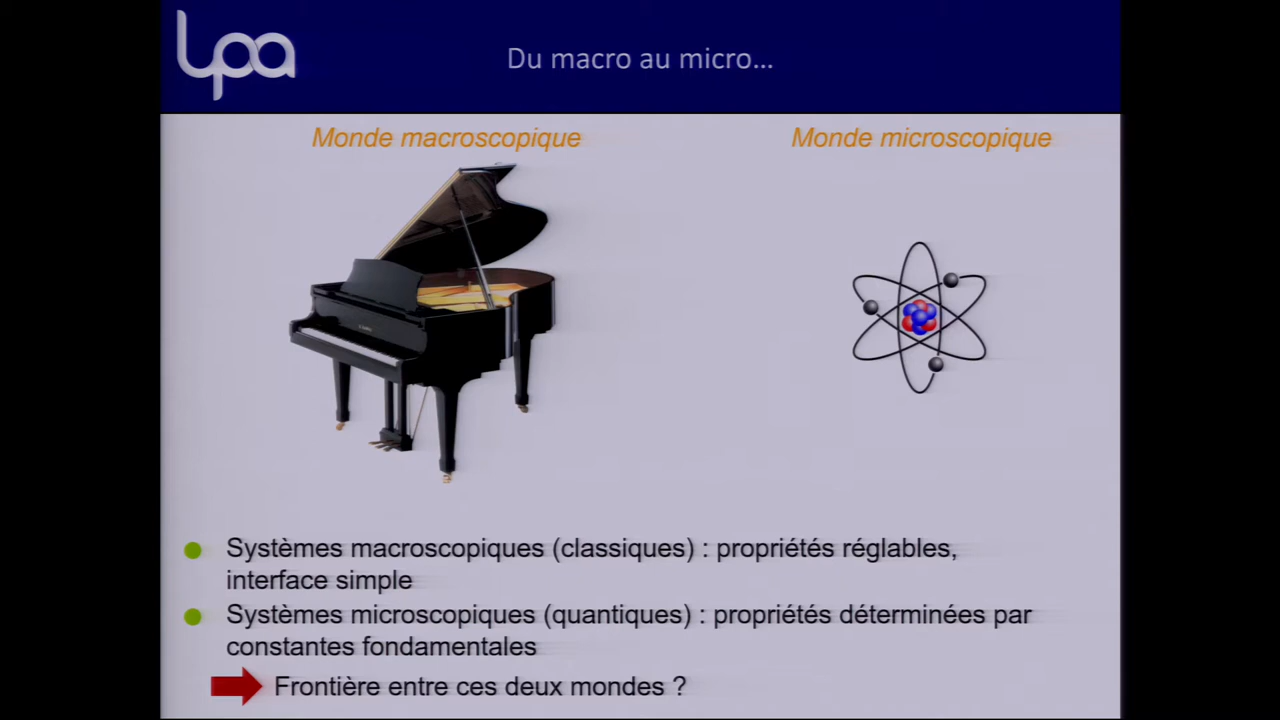 lpa
Du macro au micro...
Monde macroscopique
Monde microscopique
Systèmes macroscopiques (classiques) : propriétés réglables,
interface simple
Systèmes microscopiques (quantiques) : propriétés déterminées par
constantes fondamentales
Frontière entre ces deux mondes ?